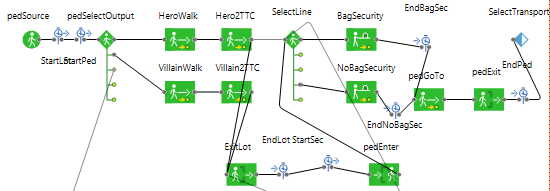 EndBagSec
pedSource
pedSelectOutput
HeroWalk
Hero2TTC
SelectLine
BagSecurity
SelectTransport
StartPed
VillainWalk
Villain2TTC
NoBagSecurity
pedGoTo
pedExit
EndPed
EndNoBagSec
ExitLot
EndLot
StartSec
pedEnter